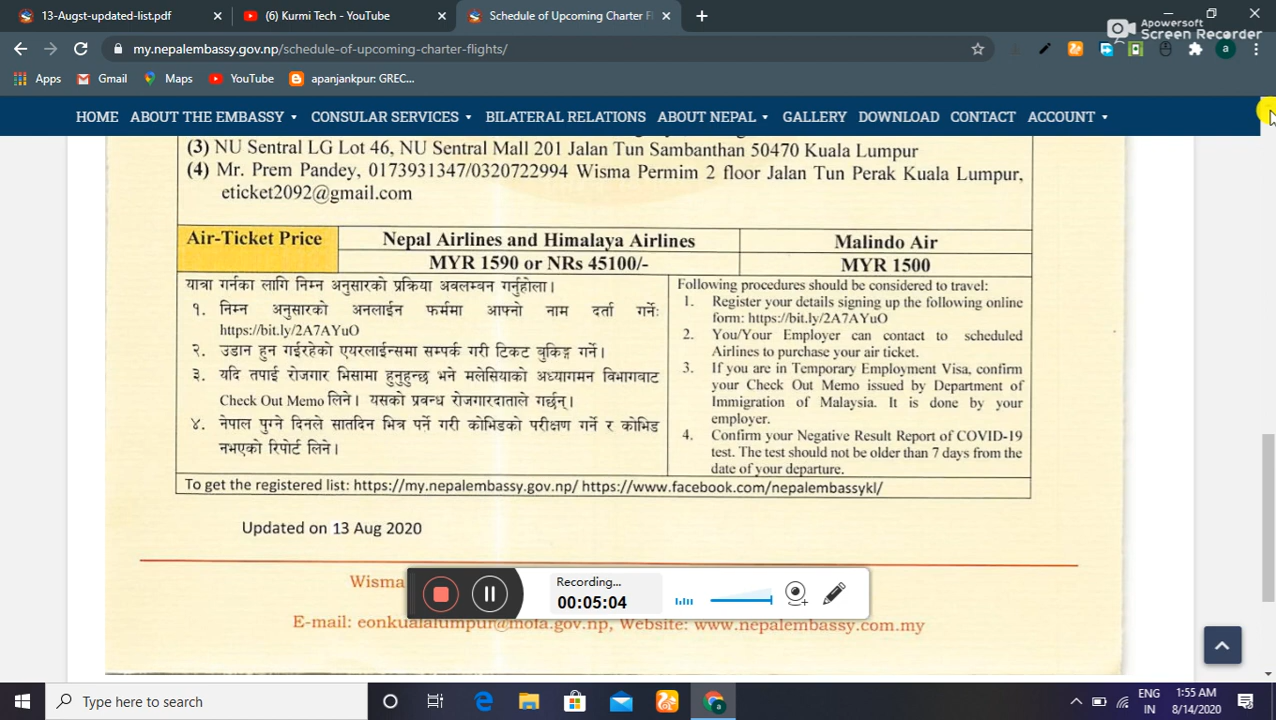 13-Augst-updated-list.pdf
(6) Kurmi Tech - YouTube
Schedule of Upcoming Charter F
Apowersoft
Screen Recorder
my.nepalembassy.gov.np/schedule-of-upcoming-charter-flights/
Apps
Gmail
Maps
YouTube
apanjankpur: GREC...
HOME
ABOUT THE EMBASSY
CONSULAR SERVICES
BILATERAL RELATIONS
ABOUT NEPAL
GALLERY
DOWNLOAD
CONTACT
ACCOUNT
(3) NU Sentral LG Lot 46, NU Sentral Mall 201 Jalan Tun Sambanthan 50470 Kuala Lumpur
(4) Mr. Prem Pandey, 0173931347/0320722994 Wisma Permim 2 floor Jalan Tun Perak Kuala Lumpur,
eticket2092@gmail.com
Air-Ticket Price
Nepal Airlines and Himalaya Airlines
Malindo Air
MYR 1590 or NRs 45100/-
MYR 1500
यात्रा गर्नका लागि निम्न अनुसारको प्रक्रिया अवलम्बन गर्नुहोला।
१. निम्न अनुसारको अनलाईन फर्ममा आफ्नो नाम दर्ता गर्नेः
https://bit.ly/2A7AYuO
२. उडान हुन गईरहेको एयरलाईन्समा सम्पर्क गरी टिकट बुकिङ्ग गर्ने।
३. यदि तपाई रोजगार भिसामा हुनुहुन्छ भने मलेसियाको अध्यागमन विभागबाट
Check Out Memo लिने। यसको प्रवन्ध रोजगारदाताले गर्छन्।
४. नेपाल पुग्ने दिनले सातदिन भित्र पर्ने गरी कोभिडको परीक्षण गर्ने र कोभिड
नभएको रिपोर्ट लिने।
Following procedures should be considered to travel:
1. Register your details signing up the following online
form: https://bit.ly/2A7AYuO
2. You/Your Employer can contact to scheduled
Airlines to purchase your air ticket.
3. If you are in Temporary Employment Visa, confirm
your Check Out Memo issued by Department of
Immigration of Malaysia. It is done by your
employer.
4. Confirm your Negative Result Report of COVID-19
test. The test should not be older than 7 days from the
date of your departure.
To get the registered list: https://my.nepalembassy.gov.np/ https://www.facebook.com/nepalembassykl/
Updated on 13 Aug 2020
Wisma
Recording...
00:05:04
E-mail: eonkualalumpur@mofa.gov.np, Website: www.nepalembassy.com.my
Type here to search
ENG
IN
1:55 AM
8/14/2020